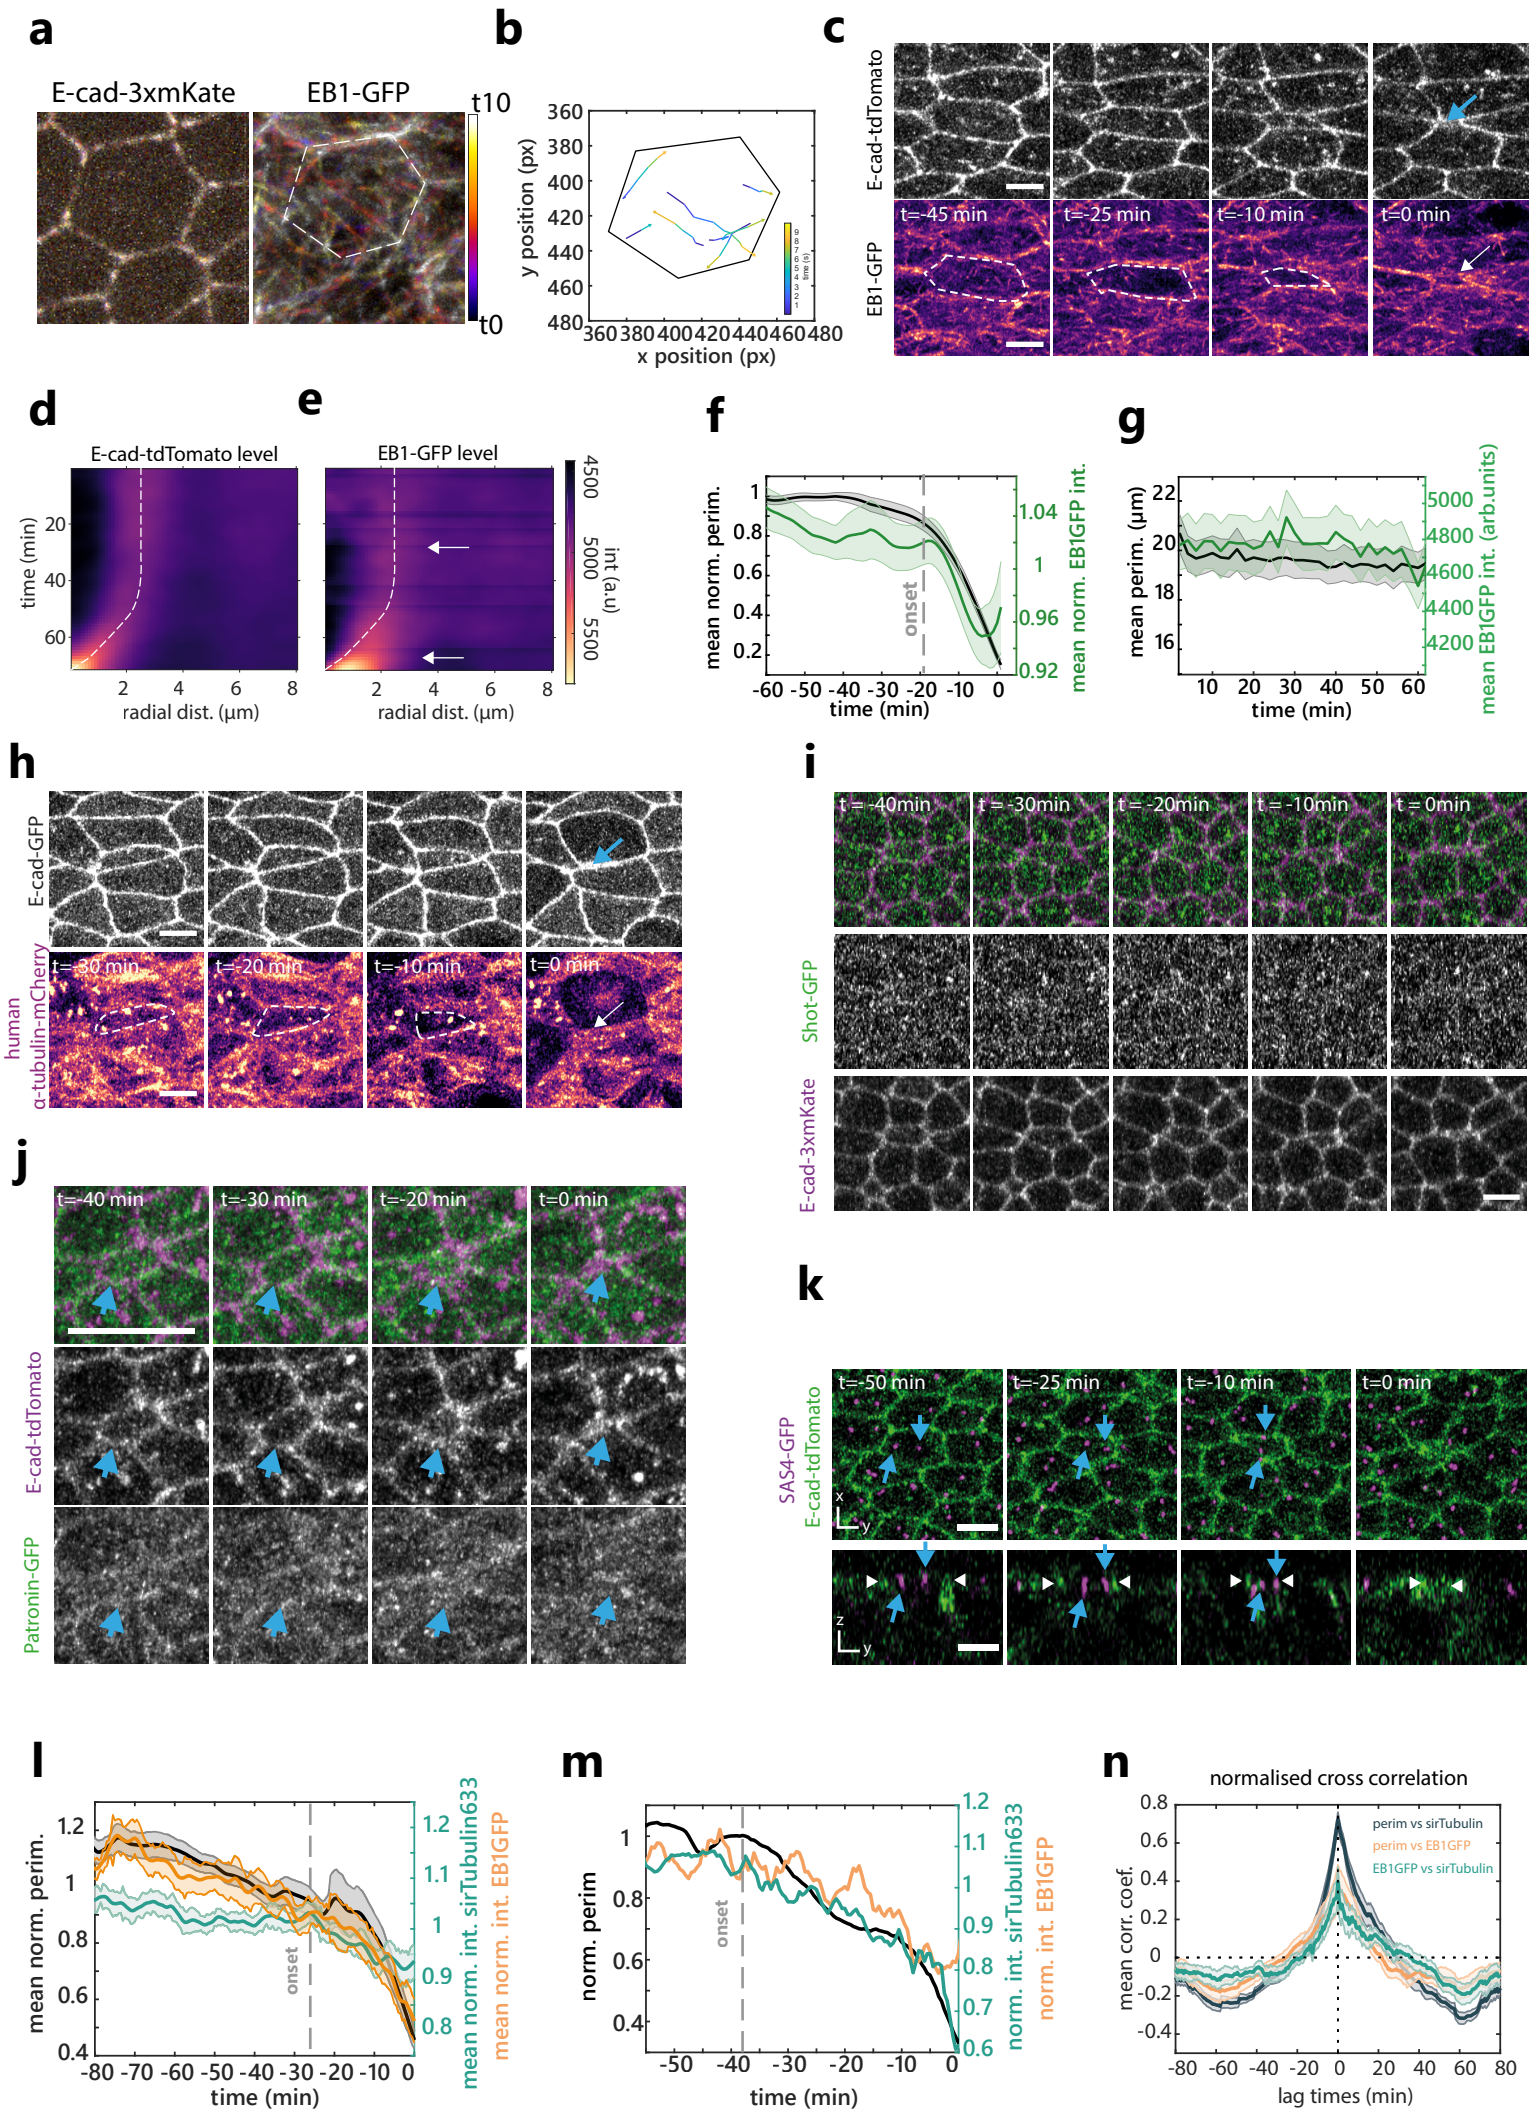 a
E-cad-3xmKate
EB1-GFP
t10
t0
b
y position (px)
360
380
400
420
440
460
480
360 380 400 420 440 460 480
x position (px)
9
8
7
6
5
4
3
2
1
time (s)
c
E-cad-tdTomato
EB1-GFP
t=-45 min
t=-25 min
t=-10 min
t=0 min
d
E-cad-tdTomato level
time (min)
20
40
60
2 4 6 8
radial dist. (µm)
e
EB1-GFP level
2 4 6 8
radial dist. (µm)
4500
5000
5500
int (a.u)
f
mean norm. perim.
1
0.8
0.6
0.4
0.2
onset
-60 -50 -40 -30 -20 -10 0
time (min)
1.04
1
0.96
0.92
mean norm. EB1GFP int.
g
mean perim. (µm)
22
20
18
16
10 20 30 40 50 60
time (min)
5000
4800
4600
4400
4200
mean EB1GFP int. (arb.units)
h
E-cad-GFP
human
α-tubulin-mCherry
t=-30 min
t=-20 min
t=-10 min
t=0 min
i
t = -40min
t = -30min
t = -20min
t = -10min
t = 0min
Shot-GFP
E-cad-3xmKate
j
t=-40 min
t=-30 min
t=-20 min
t=0 min
E-cad-tdTomato
Patronin-GFP
k
SAS4-GFP
E-cad-tdTomato
t=-50 min
t=-25 min
t=-10 min
t=0 min
x
y
z
y
l
mean norm. perim.
1.2
1
0.8
0.6
0.4
onset
-80 -70 -60 -50 -40 -30 -20 -10 0
time (min)
1.2
1.1
1
0.9
0.8
mean norm. int. sirTubulin633
mean norm. int. EB1GFP
m
norm. perim
1
0.8
0.6
0.4
onset
-50 -40 -30 -20 -10 0
time (min)
1.2
1.1
1
0.9
0.8
0.7
0.6
norm. int. sirTubulin633
norm. int. EB1GFP
n
normalised cross correlation
mean corr. coef.
0.8
0.6
0.4
0.2
0
-0.2
-0.4
perim vs sirTubulin
perim vs EB1GFP
EB1GFP vs sirTubulin
-80 -60 -40 -20 0 20 40 60 80
lag times (min)